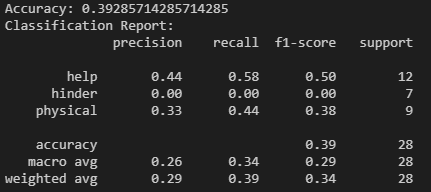 Accuracy: 0.39285714285714285
Classification Report:
precision recall f1-score support
help 0.44 0.58 0.50 12
hinder 0.00 0.00 0.00 7
physical 0.33 0.44 0.38 9
accuracy 0.39 28
macro avg 0.26 0.34 0.29 28
weighted avg 0.29 0.39 0.34 28